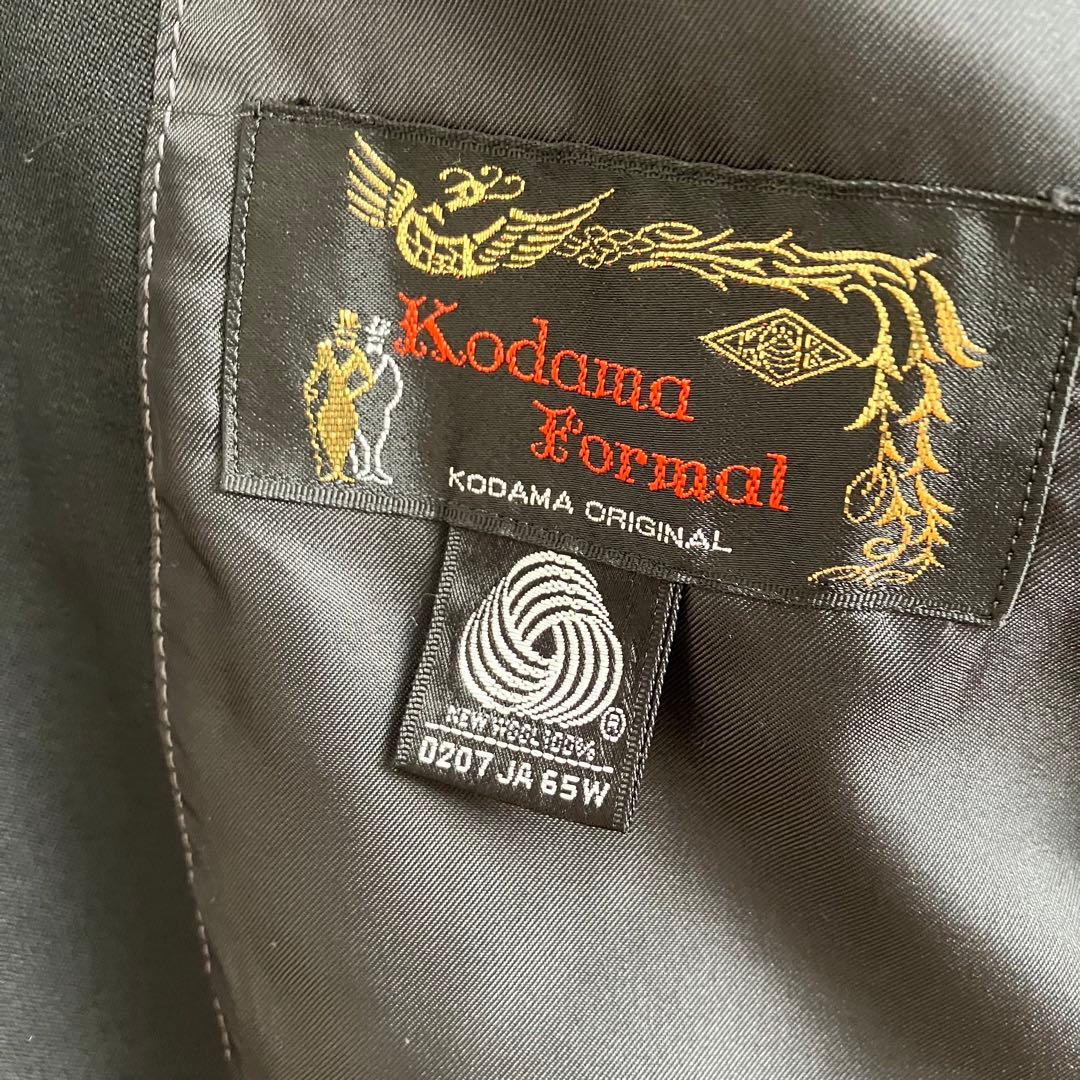 Kodama
Formal
KODAMA ORIGINAL
®
NEW WOOL 100%
0207 JA 65W